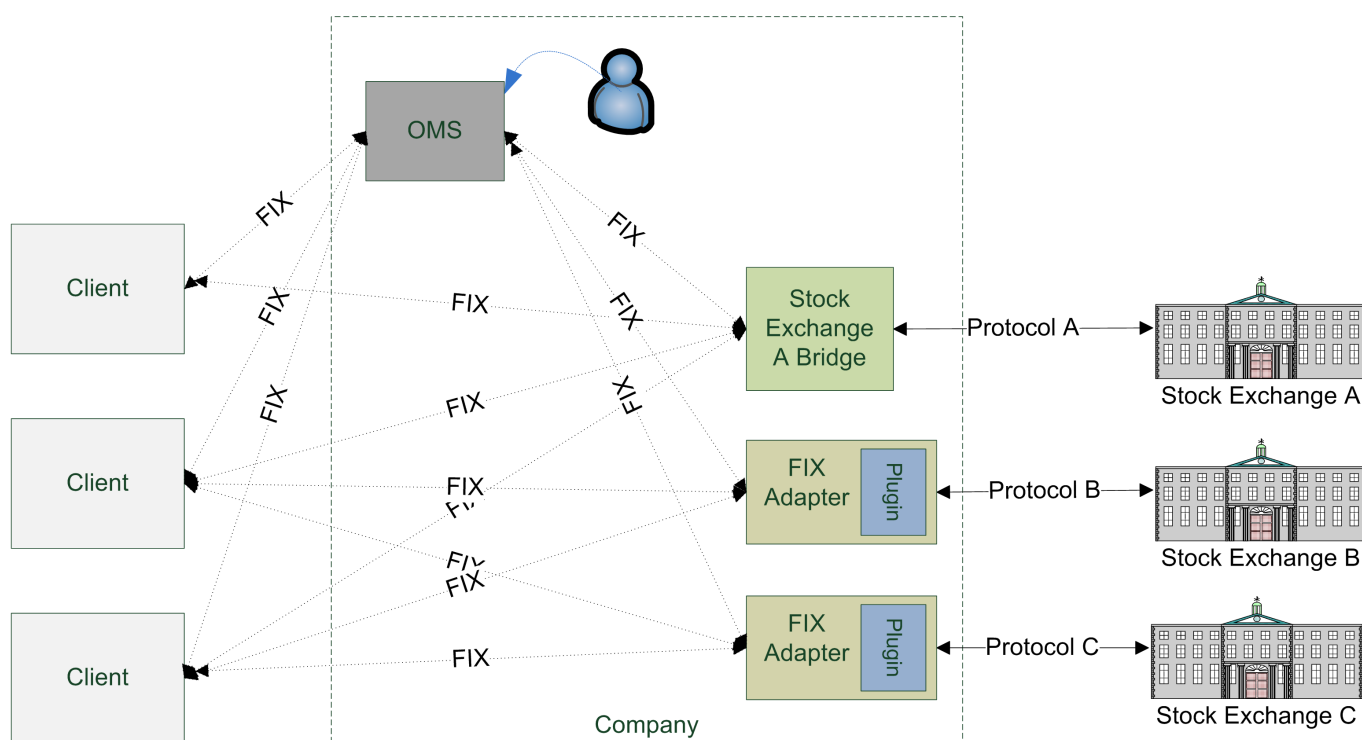 OMS
FIX
FIX
Client
FIX
FIX
FIX
Stock
Exchange
A Bridge
Protocol A
Stock Exchange A
FIX
FIX
FIX
Client
FIX
FIX
Adapter
Plugin
Protocol B
Stock Exchange B
FIX
FIX
Client
FIX
Adapter
Plugin
Protocol C
Stock Exchange C
Company